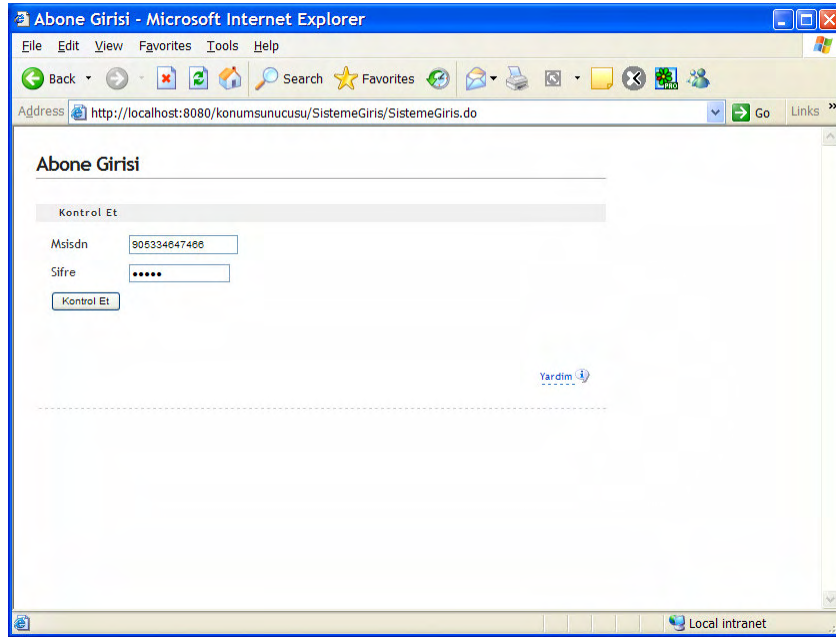 Abone Girisi - Microsoft Internet Explorer
File Edit View Favorites Tools Help
Back Search Favorites PRO
Address http://localhost:8080/konumsunucusu/SistemeGiris/SistemeGiris.do Go Links »
Abone Girisi
Kontrol Et
Msisdn 905334647466
Sifre •••••
Kontrol Et
Yardim
Local intranet